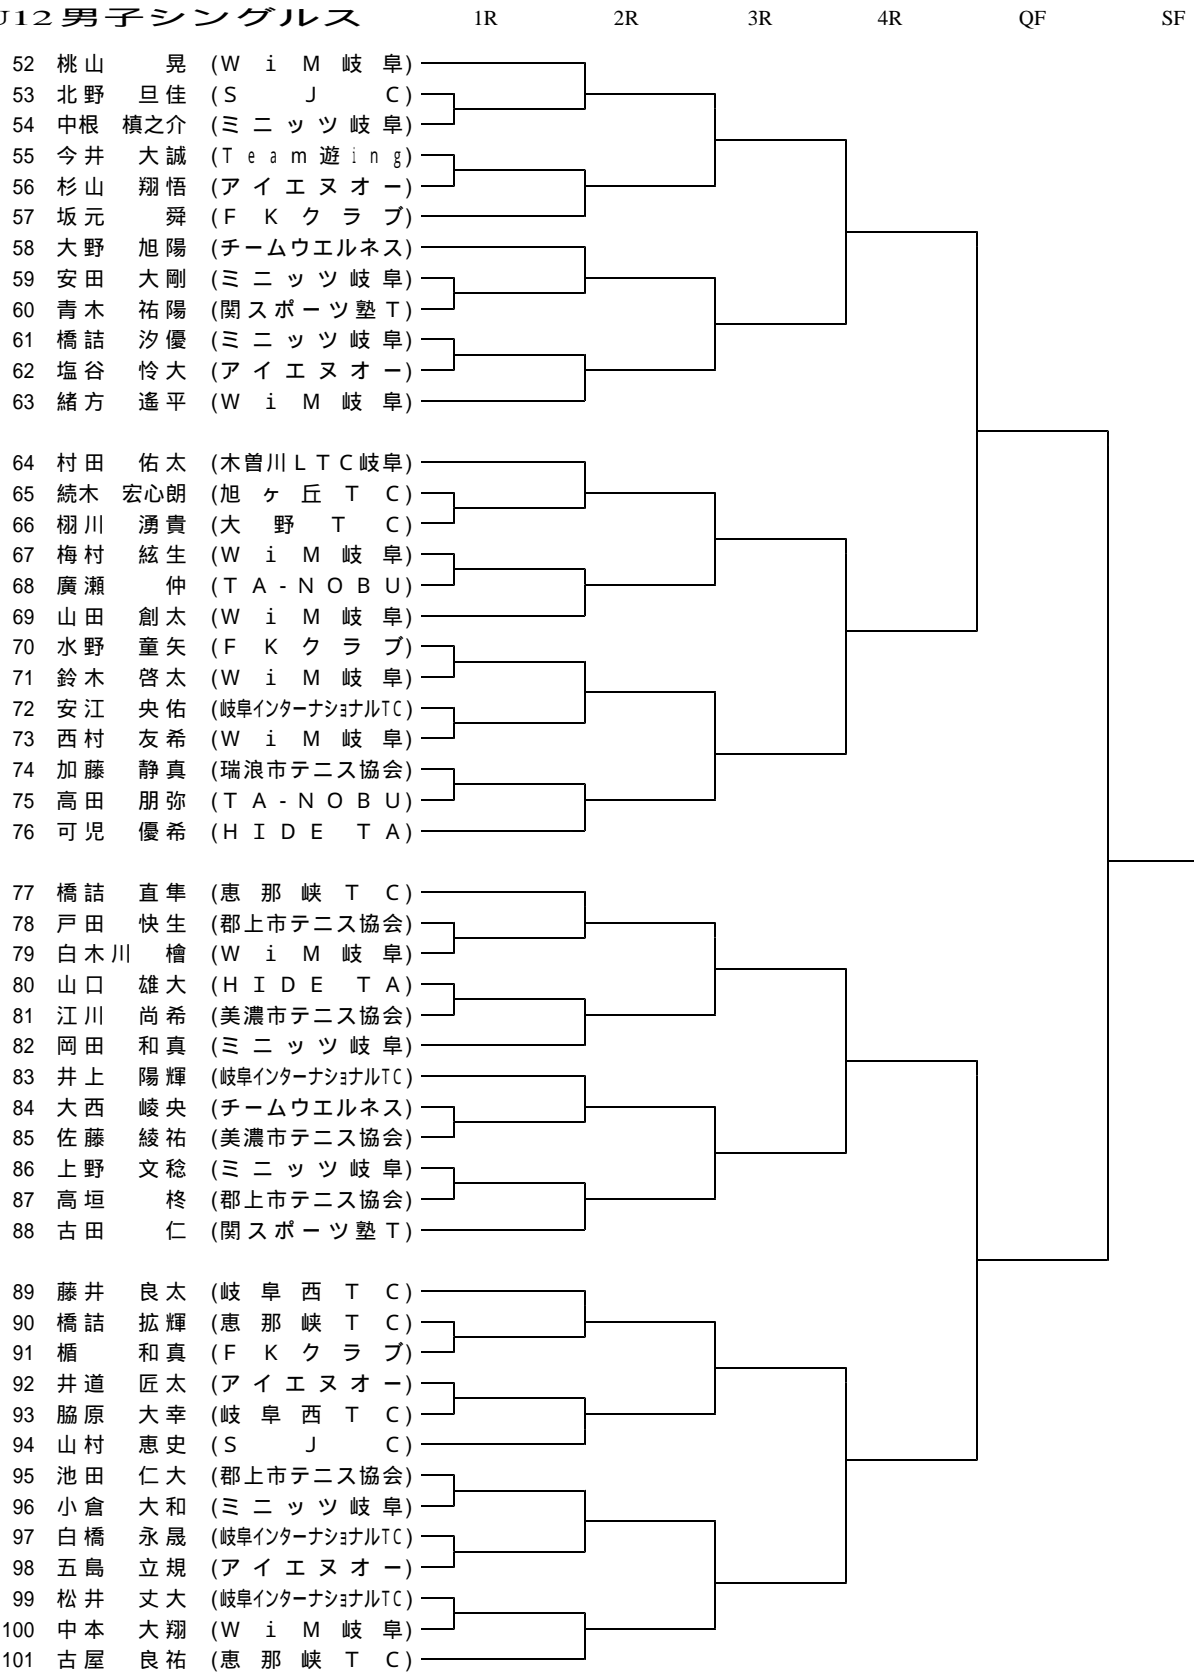 U12男子シングルス 1R 2R 3R 4R QF SF
52 桃山 晃 (WiM岐阜)
53 北野 旦佳 (SJC)
54 中根 槙之介 (ミニッツ岐阜)
55 今井 大誠 (Team遊ing)
56 杉山 翔悟 (アイエヌオー)
57 坂元 舜 (FKクラブ)
58 大野 旭陽 (チームウエルネス)
59 安田 大剛 (ミニッツ岐阜)
60 青木 祐陽 (関スポーツ塾T)
61 橋詰 汐優 (ミニッツ岐阜)
62 塩谷 怜大 (アイエヌオー)
63 緒方 遙平 (WiM岐阜)
64 村田 佑太 (木曽川LTC岐阜)
65 続木 宏心朗 (旭ヶ丘TC)
66 栩川 湧貴 (大野TC)
67 梅村 絃生 (WiM岐阜)
68 廣瀬 仲 (TA-NOBU)
69 山田 創太 (WiM岐阜)
70 水野 童矢 (FKクラブ)
71 鈴木 啓太 (WiM岐阜)
72 安江 央佑 (岐阜インターナショナルTC)
73 西村 友希 (WiM岐阜)
74 加藤 静真 (瑞浪市テニス協会)
75 高田 朋弥 (TA-NOBU)
76 可児 優希 (HIDE TA)
77 橋詰 直隼 (恵那峡TC)
78 戸田 快生 (郡上市テニス協会)
79 白木川 檜 (WiM岐阜)
80 山口 雄大 (HIDE TA)
81 江川 尚希 (美濃市テニス協会)
82 岡田 和真 (ミニッツ岐阜)
83 井上 陽輝 (岐阜インターナショナルTC)
84 大西 崚央 (チームウエルネス)
85 佐藤 綾祐 (美濃市テニス協会)
86 上野 文稔 (ミニッツ岐阜)
87 高垣 柊 (郡上市テニス協会)
88 古田 仁 (関スポーツ塾T)
89 藤井 良太 (岐阜西TC)
90 橋詰 拡輝 (恵那峡TC)
91 楯 和真 (FKクラブ)
92 井道 匠太 (アイエヌオー)
93 脇原 大幸 (岐阜西TC)
94 山村 恵史 (SJC)
95 池田 仁大 (郡上市テニス協会)
96 小倉 大和 (ミニッツ岐阜)
97 白橋 永晟 (岐阜インターナショナルTC)
98 五島 立規 (アイエヌオー)
99 松井 丈大 (岐阜インターナショナルTC)
100 中本 大翔 (WiM岐阜)
101 古屋 良祐 (恵那峡TC)